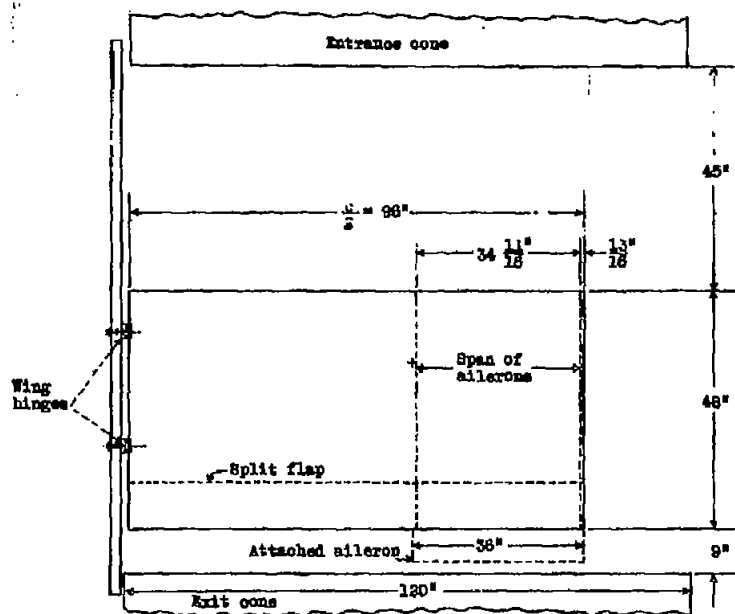 Entrance cone
45"
= 96"
34 11/16"
13/16"
Span of
ailerons
48"
Wing
hinges
Split flap
Attached aileron
36"
9"
120"
Exit cone